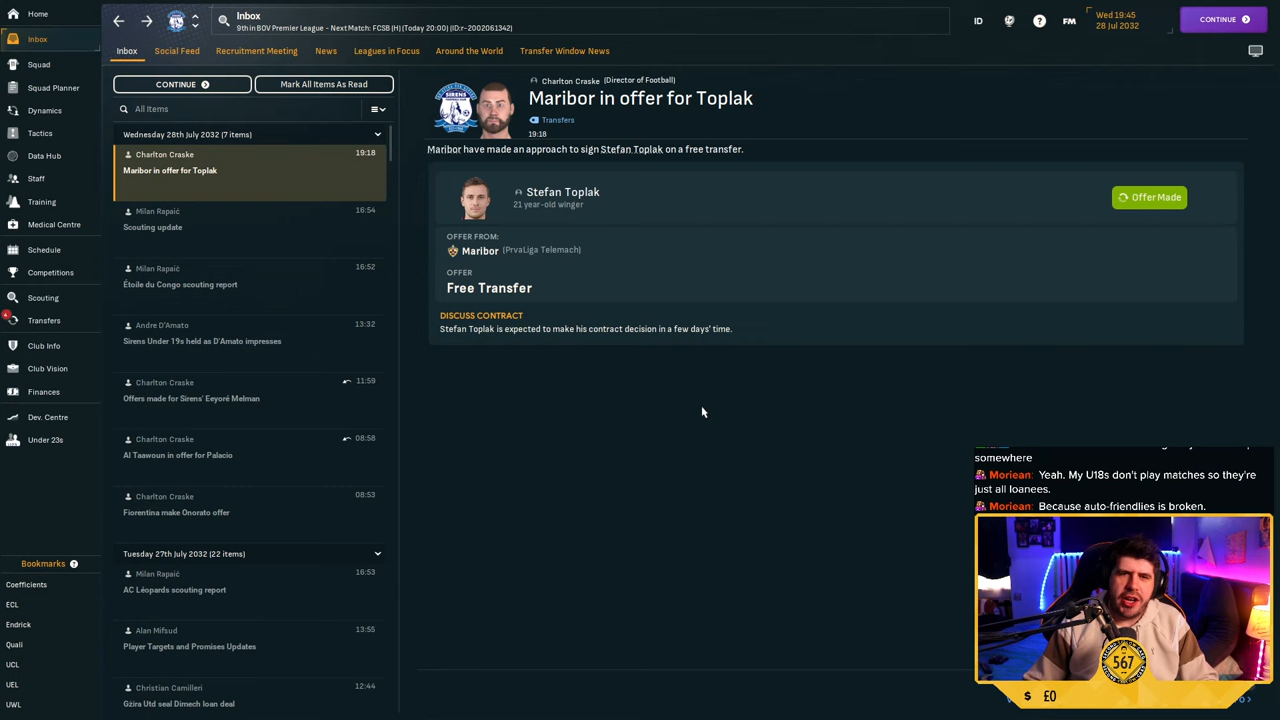 Home
Inbox
Squad
Squad Planner
Dynamics
Tactics
Data Hub
Staff
Training
Medical Centre
Schedule
Competitions
Scouting
4
Transfers
Club Info
Club Vision
Finances
Dev. Centre
Under 23s
Bookmarks ?
Coefficients
ECL
Endrick
Quali
UCL
UEL
UWL
Inbox
9th in BOV Premier League - Next Match: FCSB (H) (Today 20:00) (ID:r-2002061342)
ID
?
FM
Wed 19:45
28 Jul 2032
CONTINUE
Inbox
Social Feed
Recruitment Meeting
News
Leagues in Focus
Around the World
Transfer Window News
CONTINUE
Mark All Items As Read
All Items
Wednesday 28th July 2032 (7 items)
Charlton Craske 19:18
Maribor in offer for Toplak
Milan Rapaić 16:54
Scouting update
Milan Rapaić 16:52
Étoile du Congo scouting report
Andre D'Amato 13:32
Sirens Under 19s held as D'Amato impresses
Charlton Craske 11:59
Offers made for Sirens' Eeyoré Melman
Charlton Craske 08:58
Al Taawoun in offer for Palacio
Charlton Craske 08:53
Fiorentina make Onorato offer
Tuesday 27th July 2032 (22 items)
Milan Rapaić 16:53
AC Léopards scouting report
Alan Mifsud 13:55
Player Targets and Promises Updates
Christian Camilleri 12:44
Gżira Utd seal Dimech loan deal
SIRENS
Charlton Craske (Director of Football)
Maribor in offer for Toplak
Transfers
19:18
Maribor have made an approach to sign Stefan Toplak on a free transfer.
Stefan Toplak
21 year-old winger
Offer Made
OFFER FROM:
Maribor (PrvaLiga Telemach)
OFFER
Free Transfer
DISCUSS CONTRACT
Stefan Toplak is expected to make his contract decision in a few days' time.
somewhere
Moriean: Yeah. My U18s don't play matches so they're
just all loanees.
Moriean: Because auto-friendlies is broken.
567
$ £0